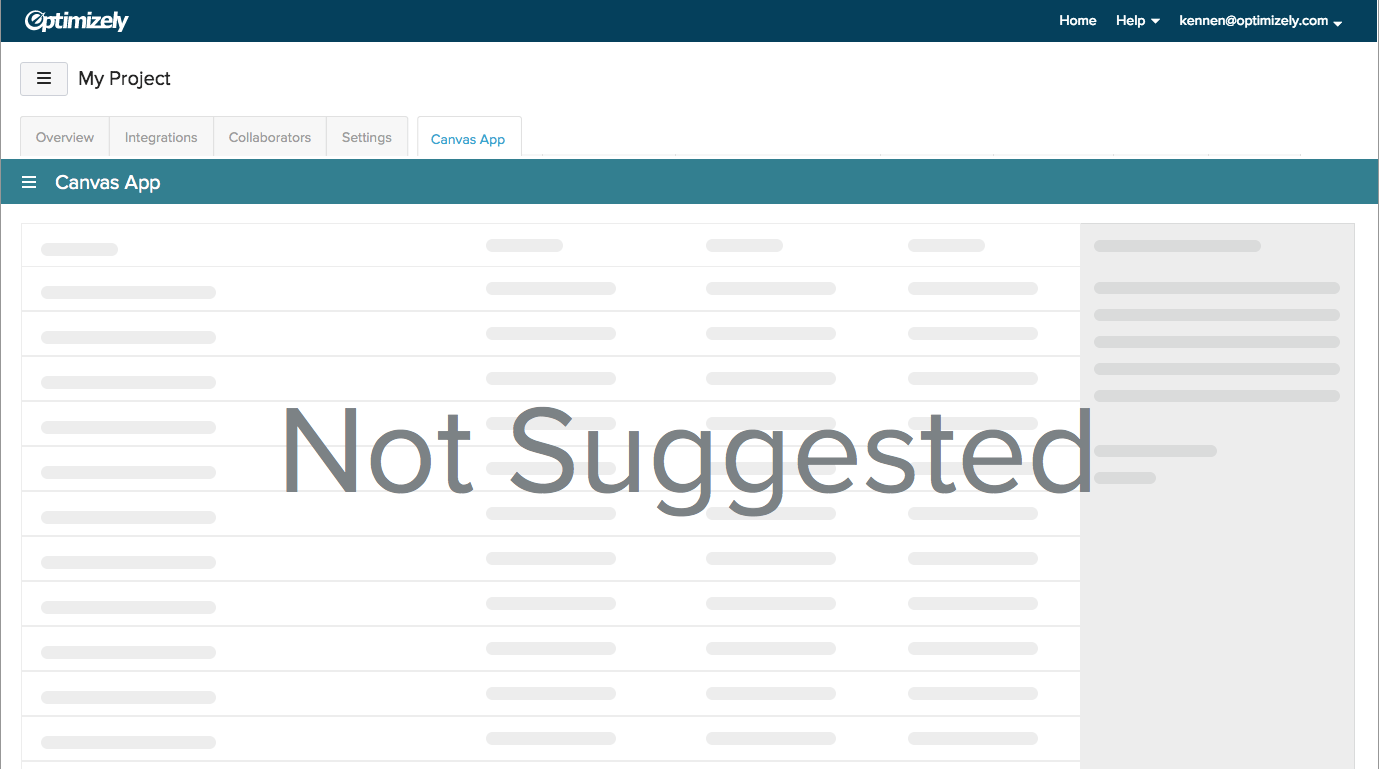 Optimizely
Home Help kennen@optimizely.com
My Project
Overview Integrations Collaborators Settings Canvas App
Canvas App
Not Suggested